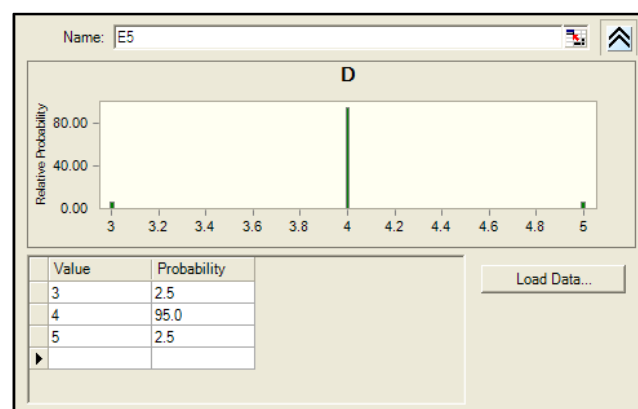 Name: E5
D
Relative Probability
80.00
40.00
0.00
3 3.2 3.4 3.6 3.8 4 4.2 4.4 4.6 4.8 5
Value Probability
3 2.5
4 95.0
5 2.5
Load Data...